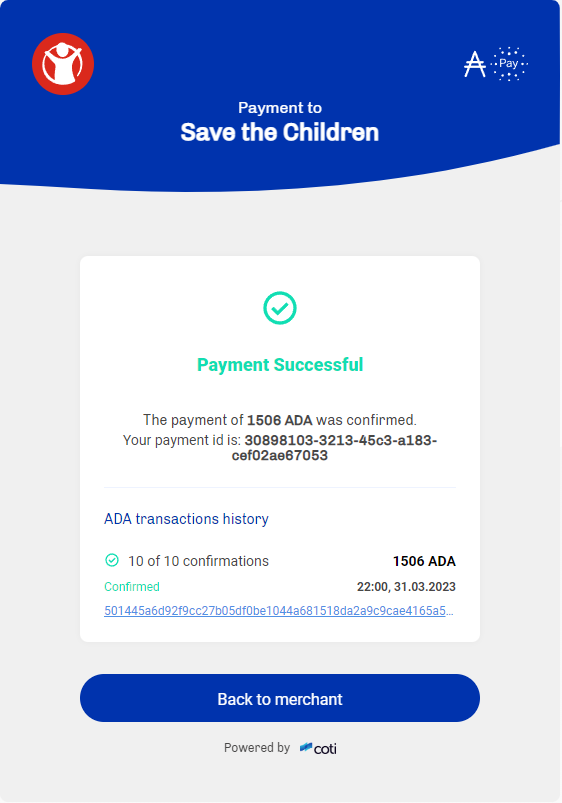 Pay
Payment to
Save the Children
Payment Successful
The payment of 1506 ADA was confirmed.
Your payment id is: 30898103-3213-45c3-a183-
cef02ae67053
ADA transactions history
10 of 10 confirmations 1506 ADA
Confirmed 22:00, 31.03.2023
501445a6d92f9cc27b05df0be1044a681518da2a9c9cae4165a5...
Back to merchant
Powered by coti